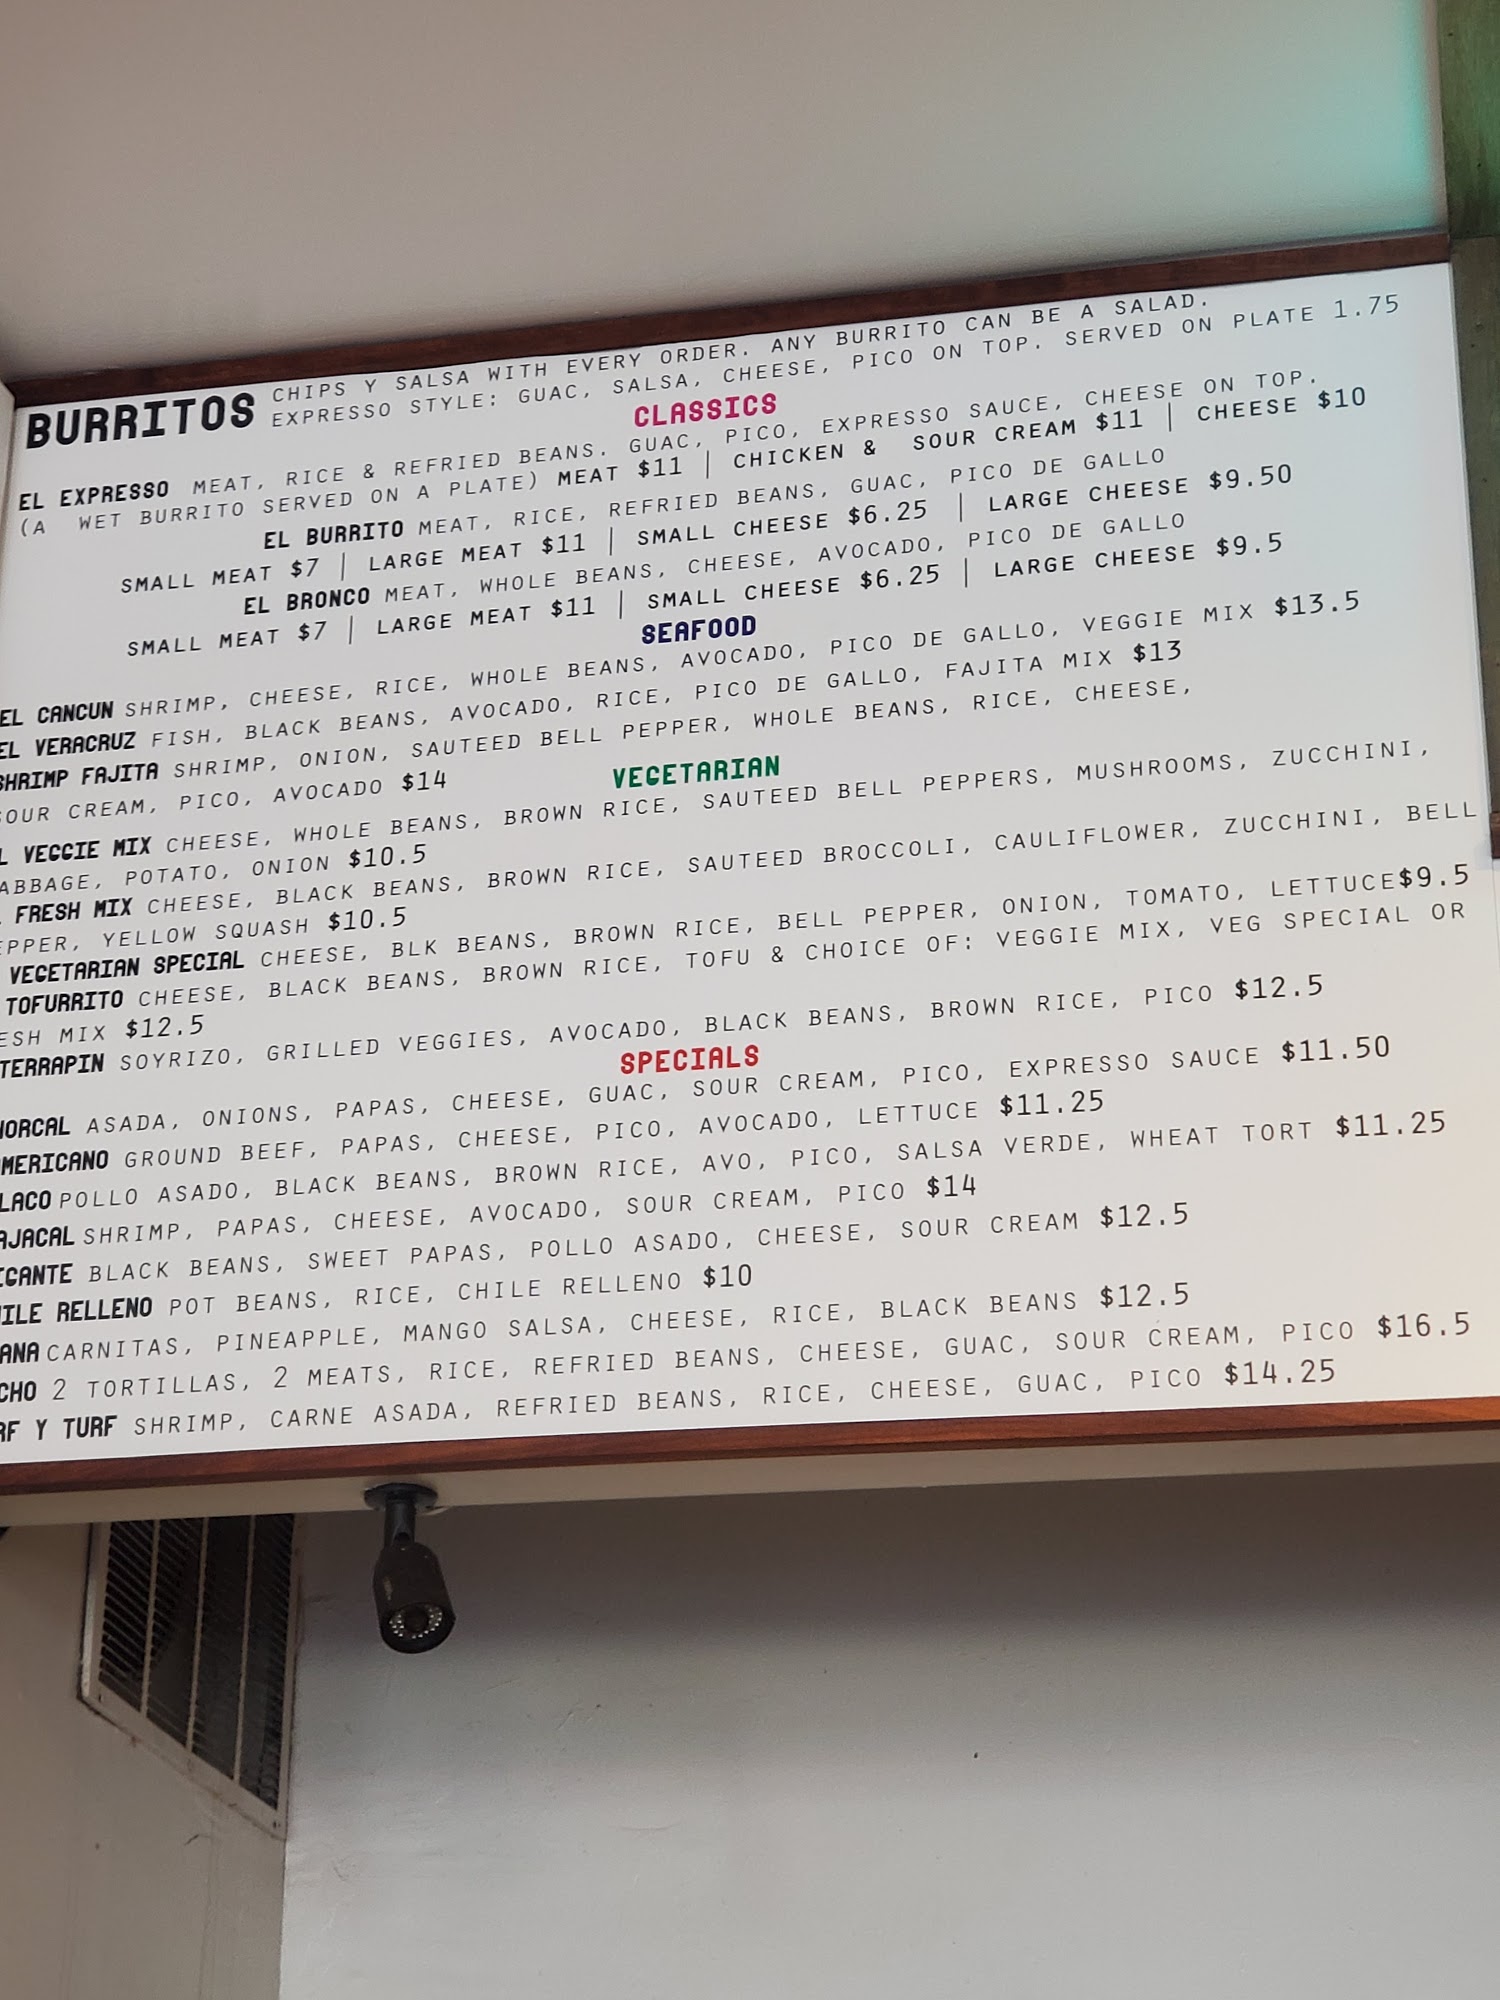 BURRITOS CHIPS Y SALSA WITH EVERY ORDER. ANY BURRITO CAN BE A SALAD.
EXPRESSO STYLE: GUAC, SALSA, CHEESE, PICO ON TOP. SERVED ON PLATE 1.75
CLASSICS
EL EXPRESSO MEAT, RICE & REFRIED BEANS. GUAC, PICO, EXPRESSO SAUCE, CHEESE ON TOP.
(A WET BURRITO SERVED ON A PLATE) MEAT $11 | CHICKEN & SOUR CREAM $11 | CHEESE $10
EL BURRITO MEAT, RICE, REFRIED BEANS, GUAC, PICO DE GALLO
SMALL MEAT $7 | LARGE MEAT $11 | SMALL CHEESE $6.25 | LARGE CHEESE $9.50
EL BRONCO MEAT, WHOLE BEANS, CHEESE, AVOCADO, PICO DE GALLO
SMALL MEAT $7 | LARGE MEAT $11 | SMALL CHEESE $6.25 | LARGE CHEESE $9.5
SEAFOOD
EL CANCUN SHRIMP, CHEESE, RICE, WHOLE BEANS, AVOCADO, PICO DE GALLO, VEGGIE MIX $13.5
EL VERACRUZ FISH, BLACK BEANS, AVOCADO, RICE, PICO DE GALLO, FAJITA MIX $13
SHRIMP FAJITA SHRIMP, ONION, SAUTEED BELL PEPPER, WHOLE BEANS, RICE, CHEESE,
SOUR CREAM, PICO, AVOCADO $14
VEGETARIAN
L VEGGIE MIX CHEESE, WHOLE BEANS, BROWN RICE, SAUTEED BELL PEPPERS, MUSHROOMS, ZUCCHINI,
ABBAGE, POTATO, ONION $10.5
FRESH MIX CHEESE, BLACK BEANS, BROWN RICE, SAUTEED BROCCOLI, CAULIFLOWER, ZUCCHINI, BELL
EPPER, YELLOW SQUASH $10.5
VEGETARIAN SPECIAL CHEESE, BLK BEANS, BROWN RICE, BELL PEPPER, ONION, TOMATO, LETTUCE $9.5
TOFURRITO CHEESE, BLACK BEANS, BROWN RICE, TOFU & CHOICE OF: VEGGIE MIX, VEG SPECIAL OR
ESH MIX $12.5
TERRAPIN SOYRIZO, GRILLED VEGGIES, AVOCADO, BLACK BEANS, BROWN RICE, PICO $12.5
SPECIALS
NORCAL ASADA, ONIONS, PAPAS, CHEESE, GUAC, SOUR CREAM, PICO, EXPRESSO SAUCE $11.50
MERICANO GROUND BEEF, PAPAS, CHEESE, PICO, AVOCADO, LETTUCE $11.25
LACO POLLO ASADO, BLACK BEANS, BROWN RICE, AVO, PICO, SALSA VERDE, WHEAT TORT $11.25
AJACAL SHRIMP, PAPAS, CHEESE, AVOCADO, SOUR CREAM, PICO $14
ICANTE BLACK BEANS, SWEET PAPAS, POLLO ASADO, CHEESE, SOUR CREAM $12.5
ILE RELLENO POT BEANS, RICE, CHILE RELLENO $10
ANA CARNITAS, PINEAPPLE, MANGO SALSA, CHEESE, RICE, BLACK BEANS $12.5
CHO 2 TORTILLAS, 2 MEATS, RICE, REFRIED BEANS, CHEESE, GUAC, SOUR CREAM, PICO $16.5
RF Y TURF SHRIMP, CARNE ASADA, REFRIED BEANS, RICE, CHEESE, GUAC, PICO $14.25